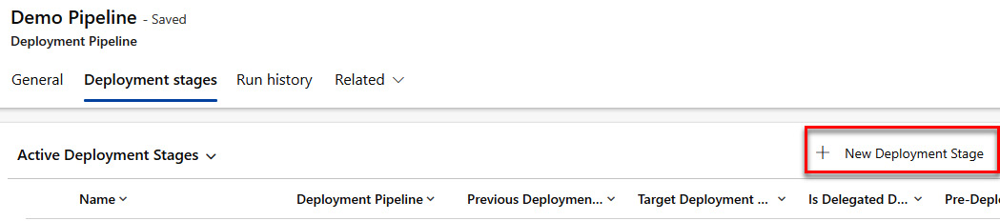 Demo Pipeline - Saved
Deployment Pipeline
General Deployment stages Run history Related
Active Deployment Stages + New Deployment Stage
Name Deployment Pipeline Previous Deploymen... Target Deployment ... Is Delegated D... Pre-Depl